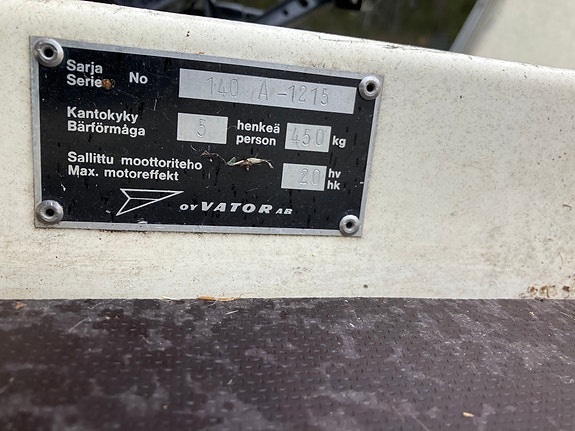 Sarja
Serie No 140 A-1215
Kantokyky
Bärförmåga 5 henkeä
person 450 kg
Sallittu moottoriteho
Max. motoreffekt 20 hv
hk
OY VATOR AB